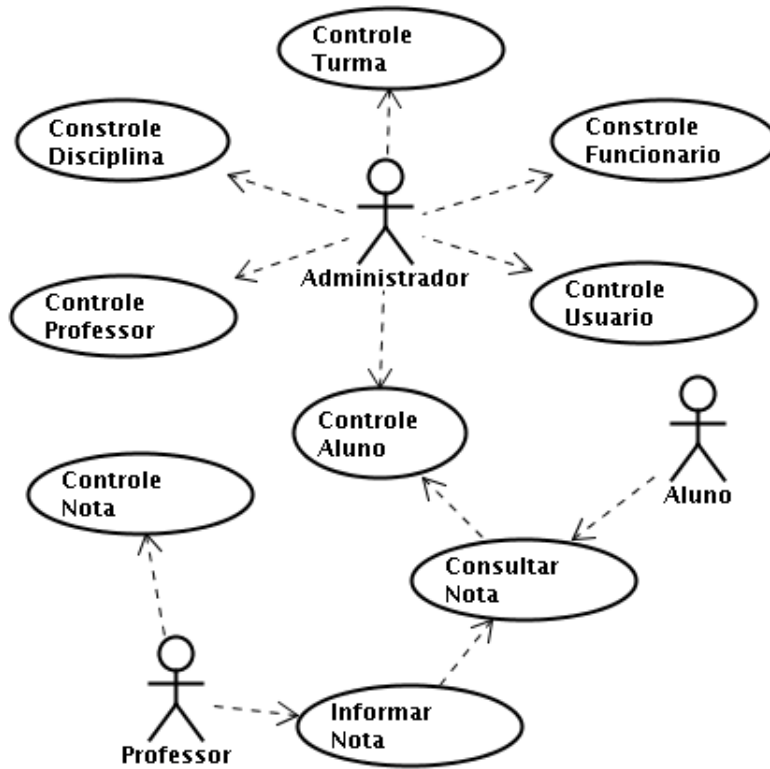 Controle
Turma
Constrole
Disciplina
Constrole
Funcionario
Administrador
Controle
Professor
Controle
Usuario
Controle
Aluno
Aluno
Controle
Nota
Consultar
Nota
Professor
Informar
Nota